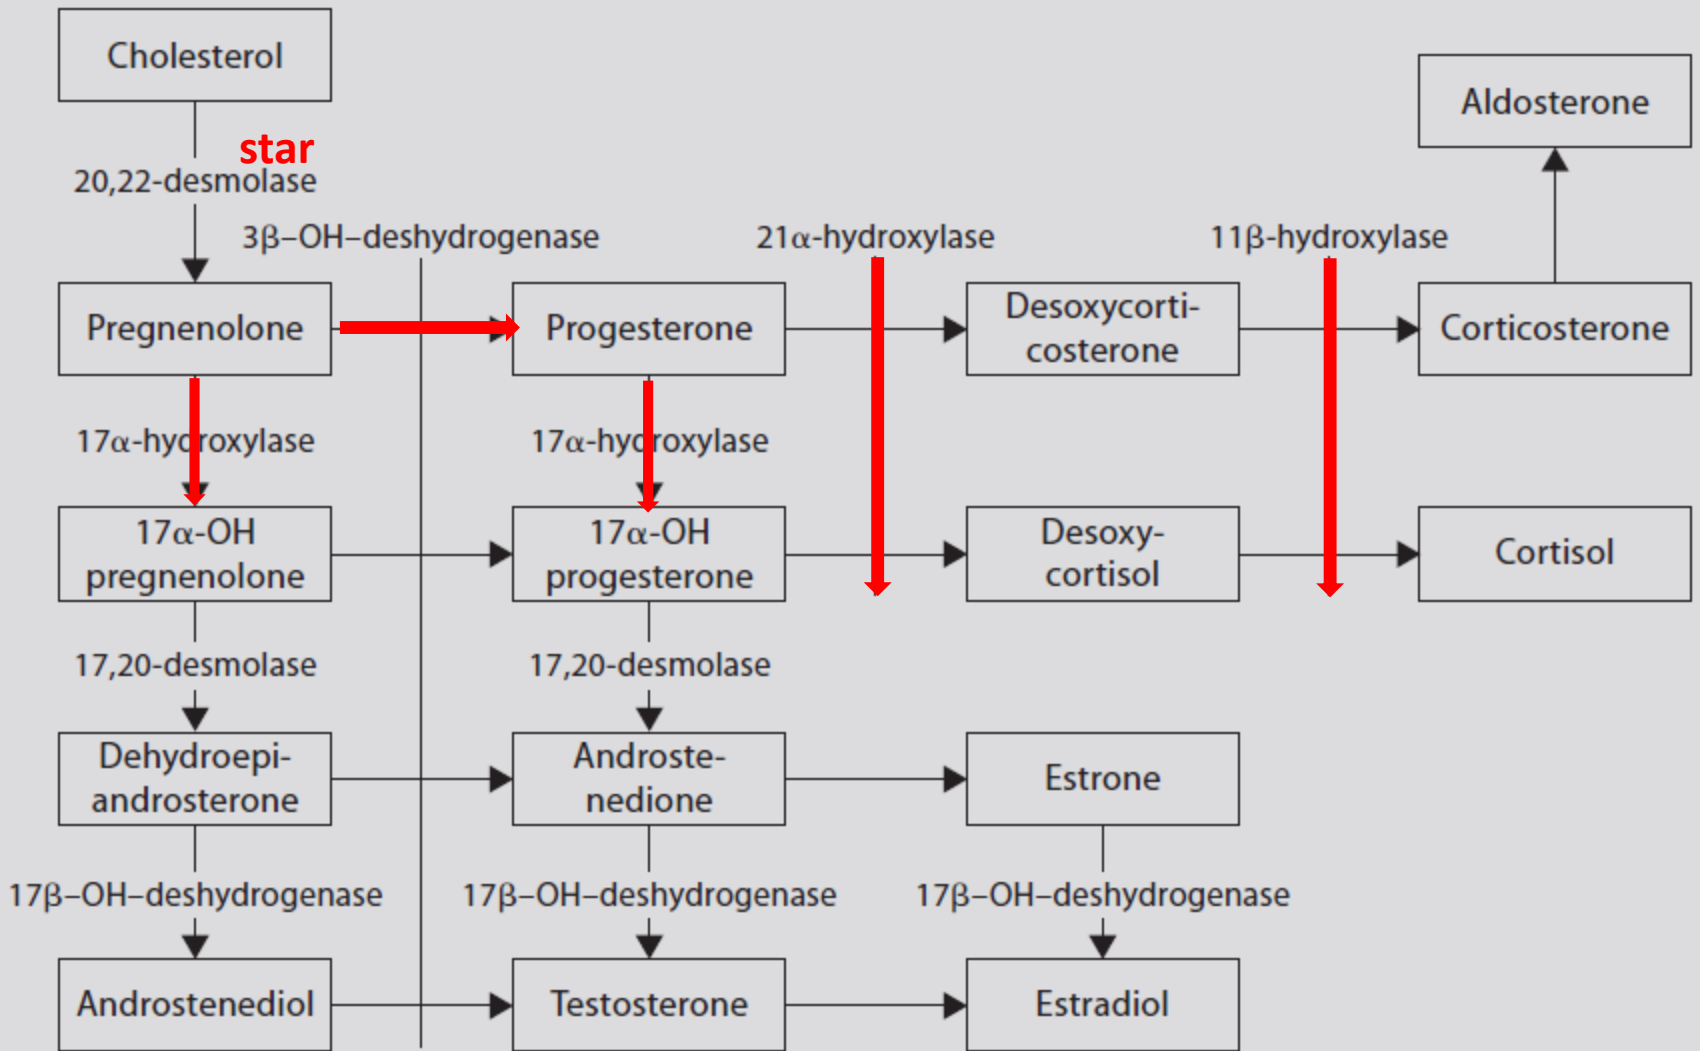 Cholesterol
Aldosterone
star
20,22-desmolase
3β–OH–deshydrogenase
21α-hydroxylase
11β-hydroxylase
Pregnenolone
Progesterone
Desoxycorti-
costerone
Corticosterone
17α-hydroxylase
17α-hydroxylase
17α-OH
pregnenolone
17α-OH
progesterone
Desoxy-
cortisol
Cortisol
17,20-desmolase
17,20-desmolase
Dehydroepi-
androsterone
Androste-
nedione
Estrone
17β–OH–deshydrogenase
17β–OH–deshydrogenase
17β–OH–deshydrogenase
Androstenediol
Testosterone
Estradiol